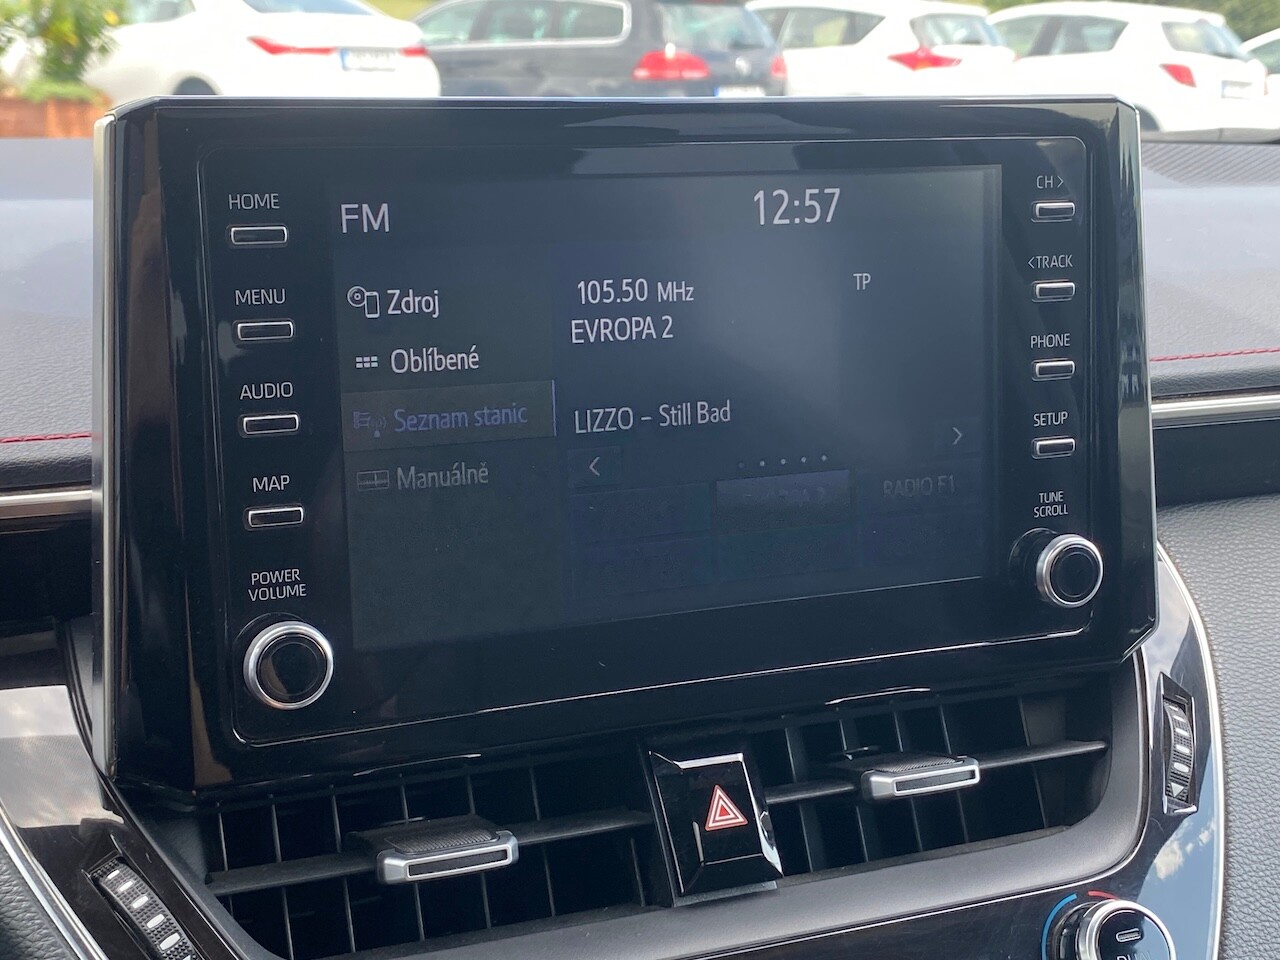 HOME
MENU
AUDIO
MAP
POWER
VOLUME
FM
12:57
Zdroj
Oblíbené
Seznam stanic
Manuálně
105.50 MHz
TP
EVROPA 2
LIZZO - Still Bad
<
>
RADIO E1
CH >
<TRACK
PHONE
SETUP
TUNE
SCROLL